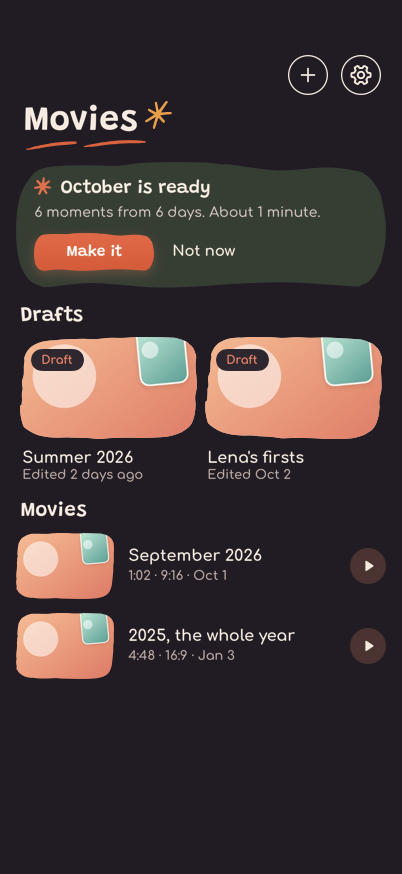 Movies
October is ready
6 moments from 6 days. About 1 minute.
Make it
Not now
Drafts
Draft
Draft
Summer 2026
Edited 2 days ago
Lena's firsts
Edited Oct 2
Movies
September 2026
1:02 · 9:16 · Oct 1
2025, the whole year
4:48 · 16:9 · Jan 3